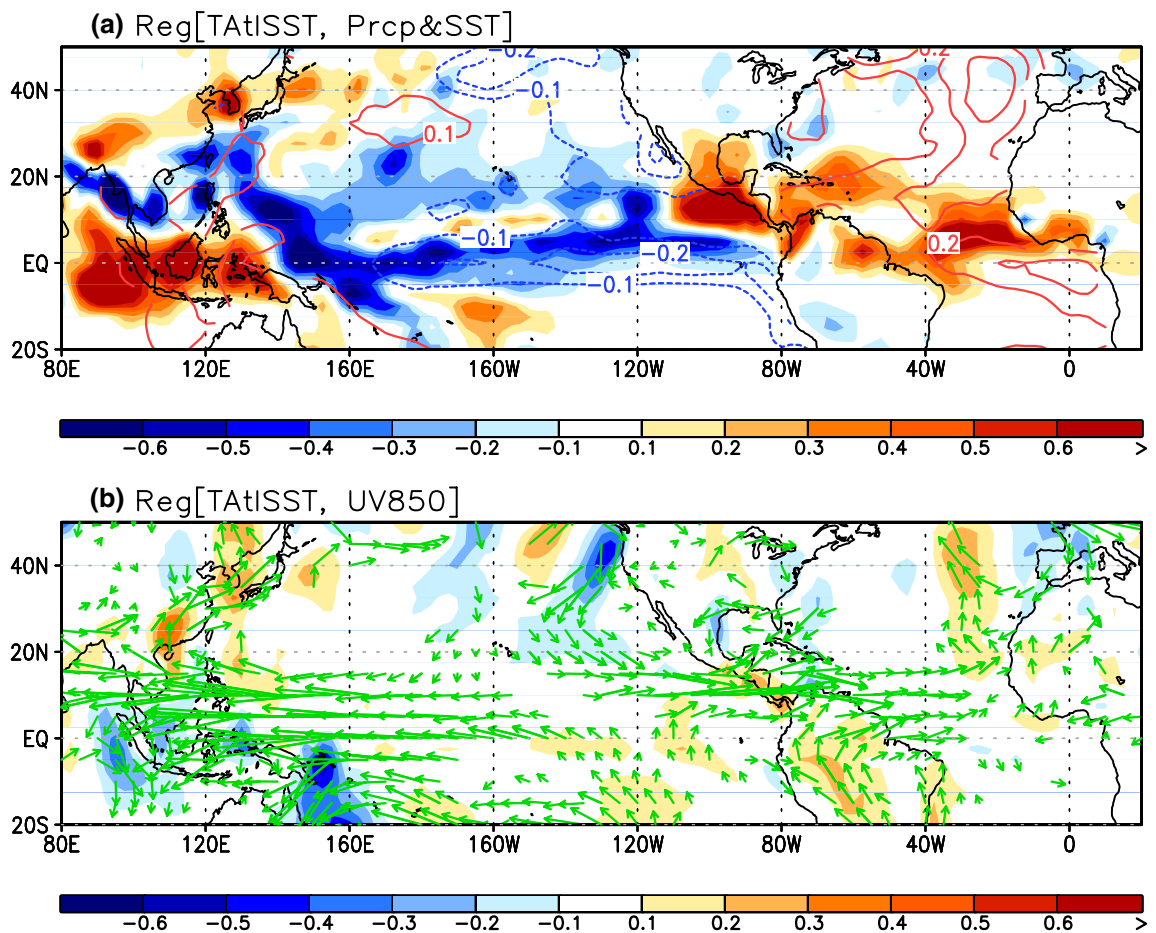 (a) Reg[TAtlSST, Prcp&SST]
-0.2 0.2
40N -0.1
0.1
20N
-0.1 0.2
EQ -0.2
-0.1
20S
80E 120E 160E 160W 120W 80W 40W 0
-0.6 -0.5 -0.4 -0.3 -0.2 -0.1 0.1 0.2 0.3 0.4 0.5 0.6 >
(b) Reg[TAtlSST, UV850]
40N
20N
EQ
20S
80E 120E 160E 160W 120W 80W 40W 0
-0.6 -0.5 -0.4 -0.3 -0.2 -0.1 0.1 0.2 0.3 0.4 0.5 0.6 >